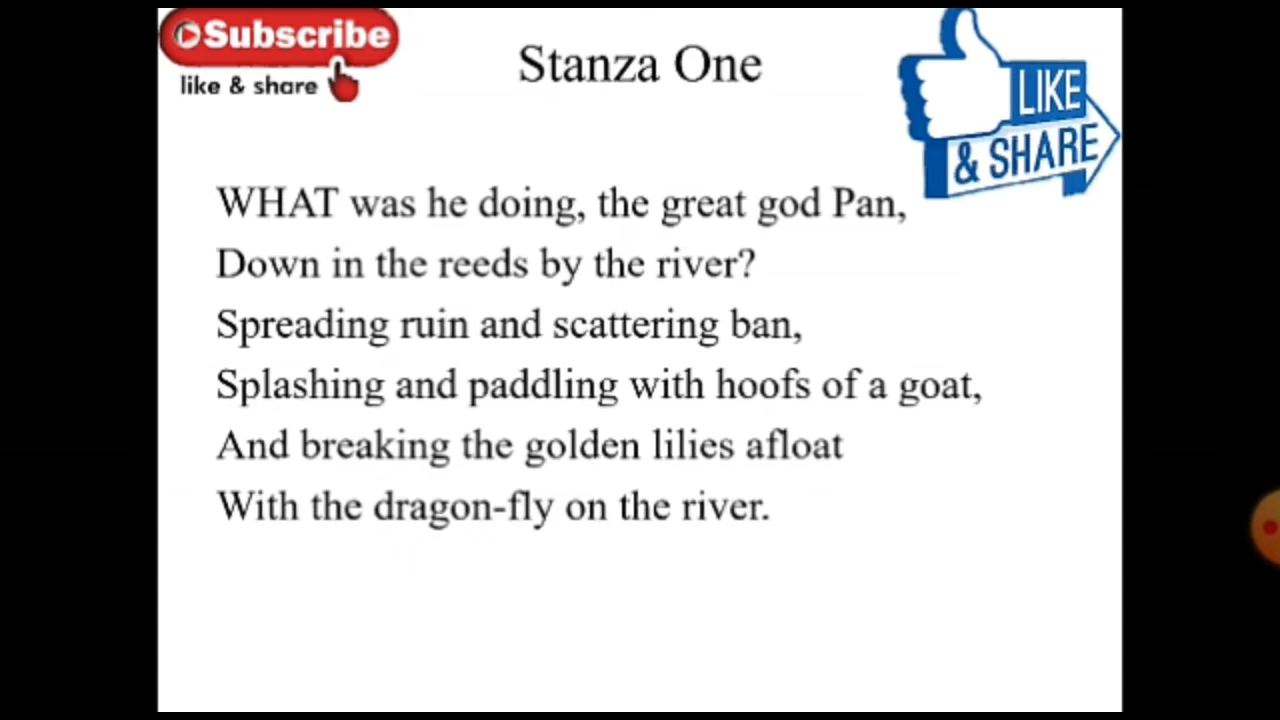 Subscribe
like & share
Stanza One
LIKE
& SHARE
WHAT was he doing, the great god Pan,
Down in the reeds by the river?
Spreading ruin and scattering ban,
Splashing and paddling with hoofs of a goat,
And breaking the golden lilies afloat
With the dragon-fly on the river.